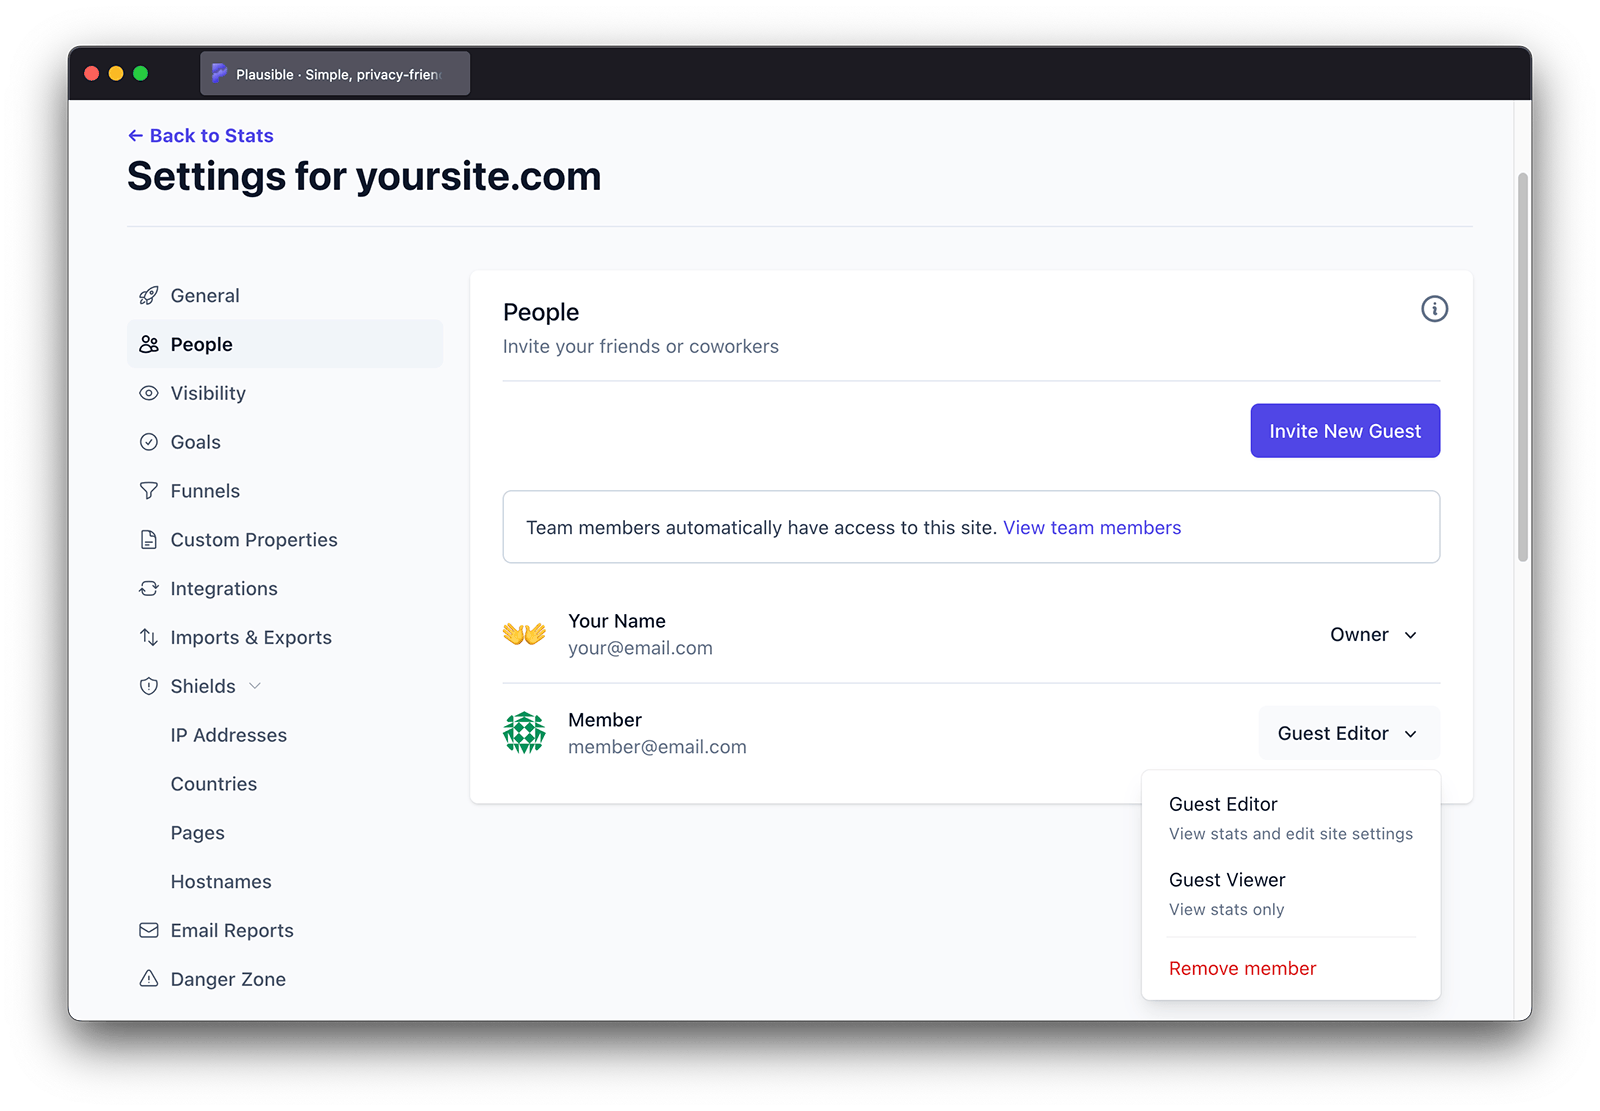 Plausible · Simple, privacy-frien
← Back to Stats
Settings for yoursite.com
General
People
Visibility
Goals
Funnels
Custom Properties
Integrations
Imports & Exports
Shields
IP Addresses
Countries
Pages
Hostnames
Email Reports
Danger Zone
People
Invite your friends or coworkers
Invite New Guest
Team members automatically have access to this site. View team members
Your Name
your@email.com
Owner
Member
member@email.com
Guest Editor
Guest Editor
View stats and edit site settings
Guest Viewer
View stats only
Remove member